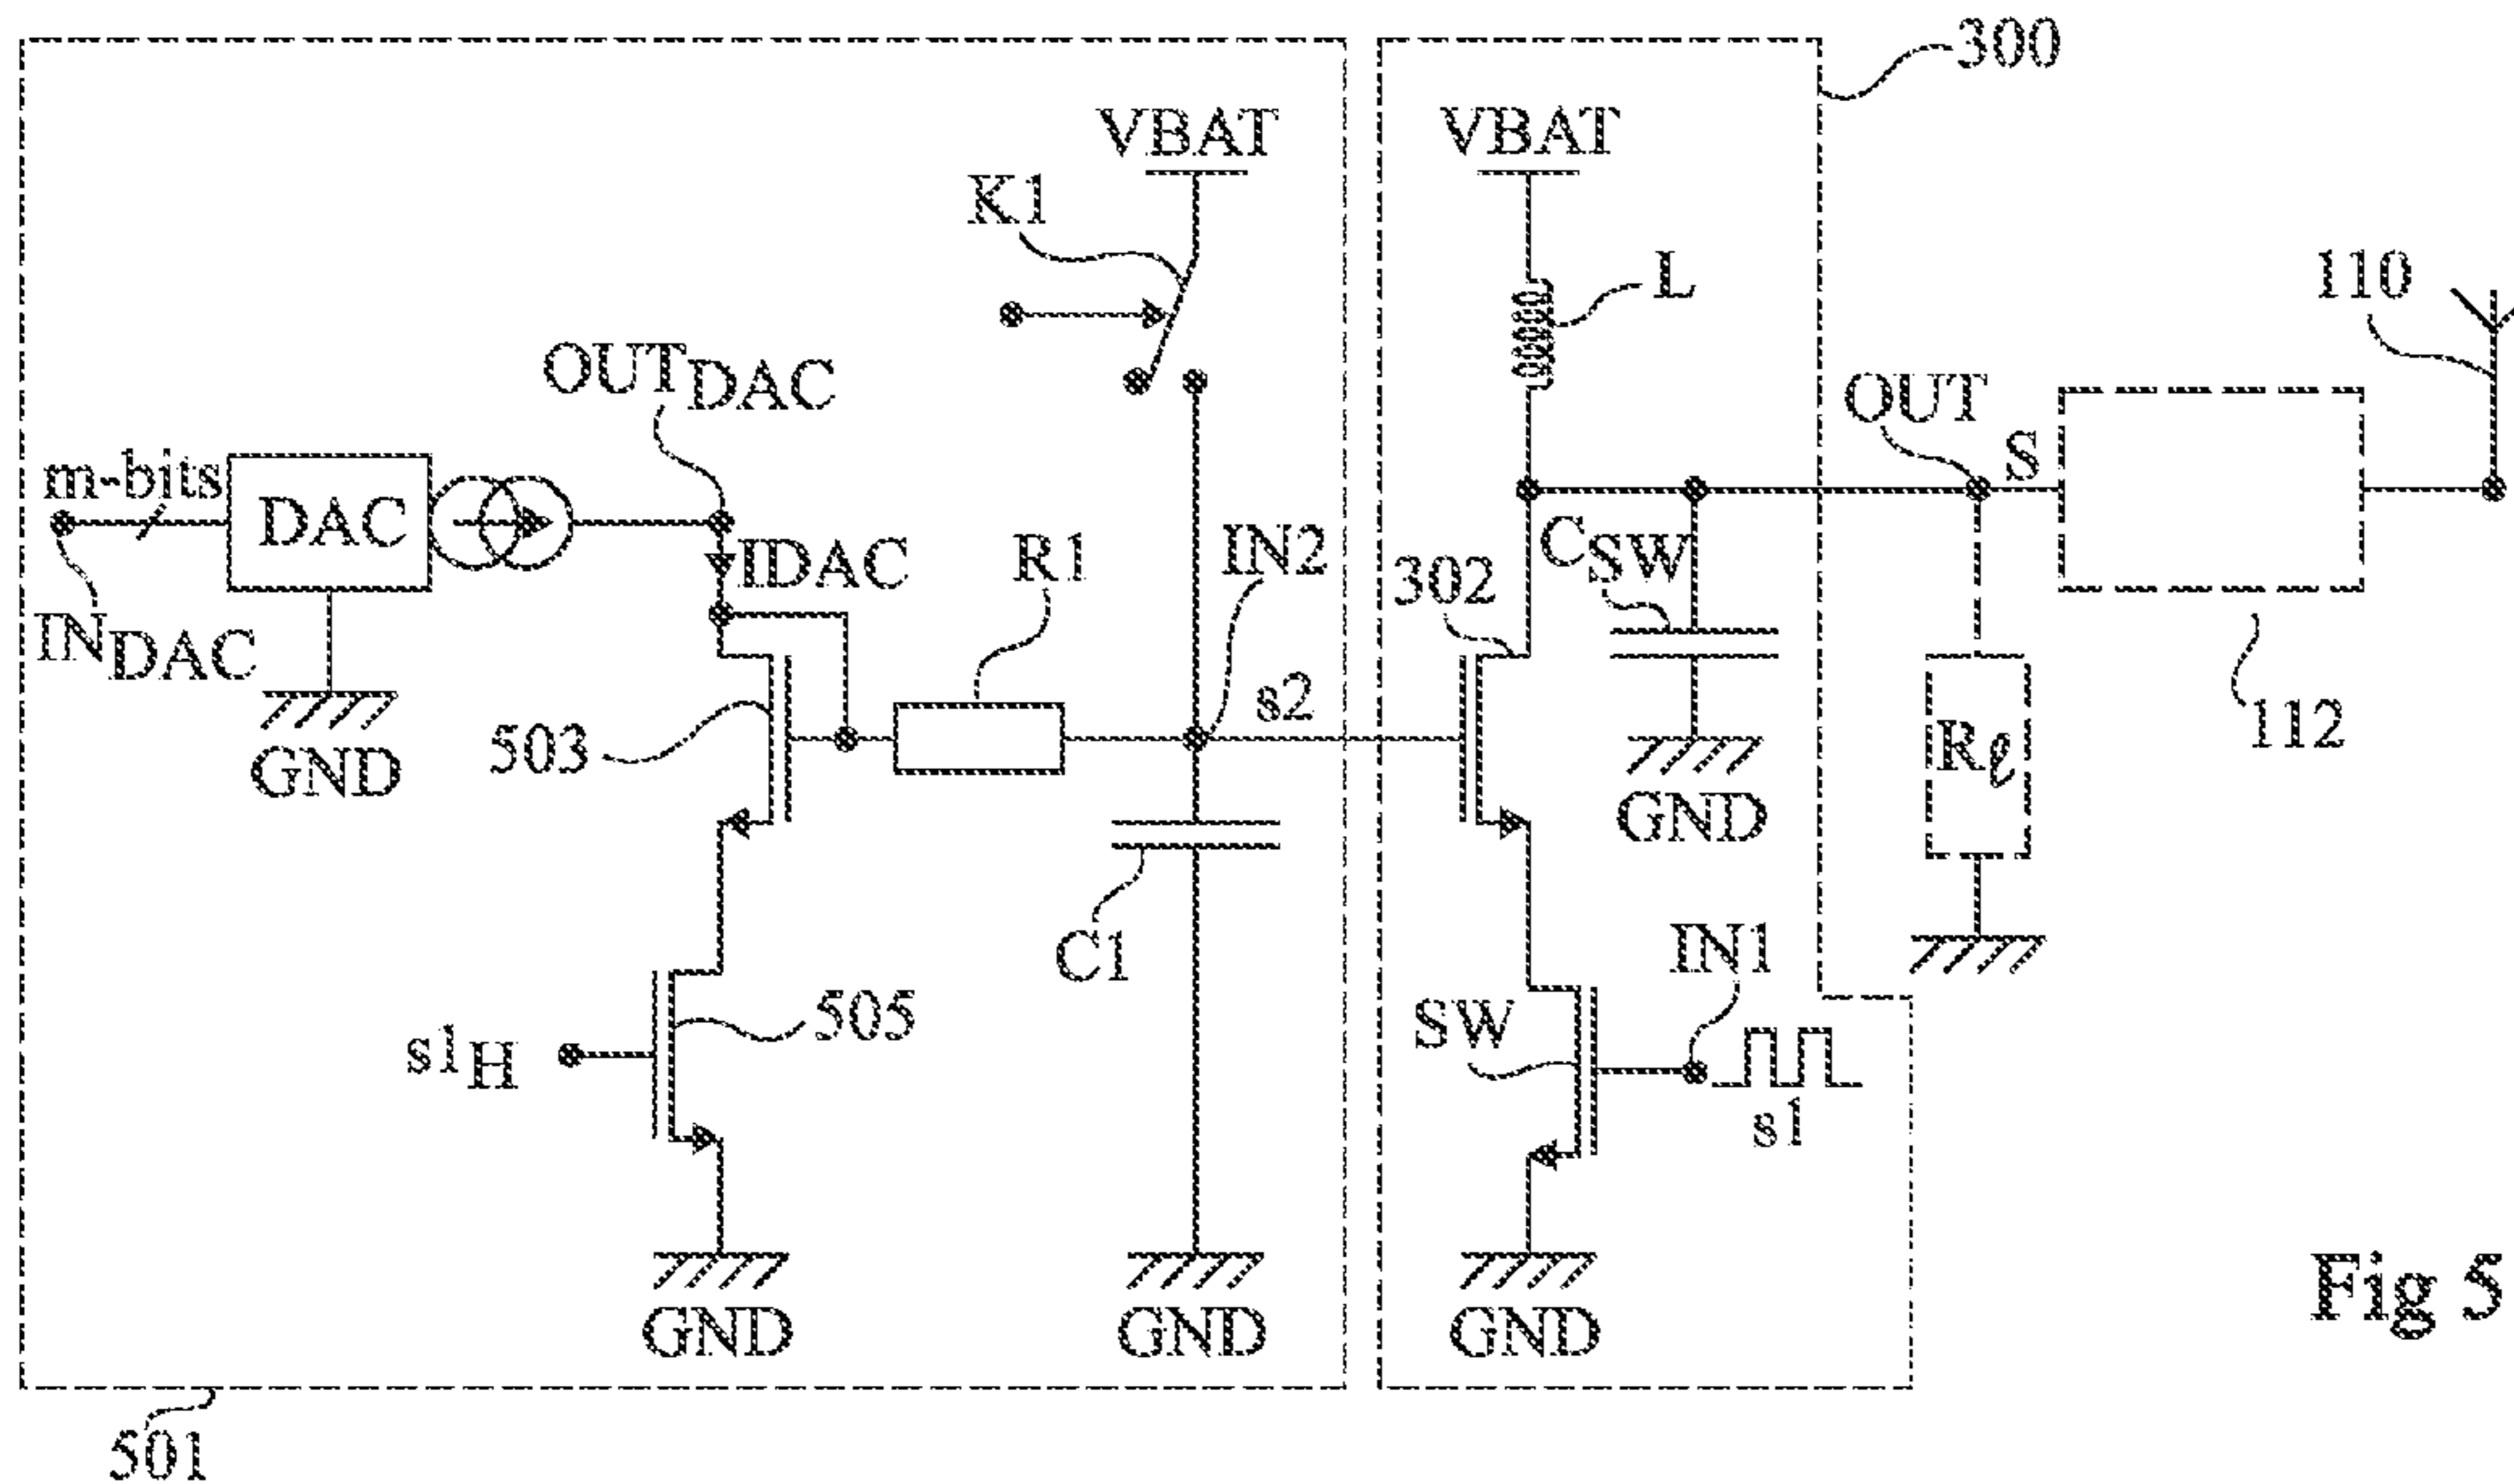 300
VBAT
VBAT
K1
L
110
OUTDAC
OUT
S
m-bits
DAC
IDAC
R1
IN2
CSW
302
INDAC
s2
503
GND
GND
Rℓ
112
C1
IN1
505
SW
s1H
s1
GND
GND
GND
Fig 5
501